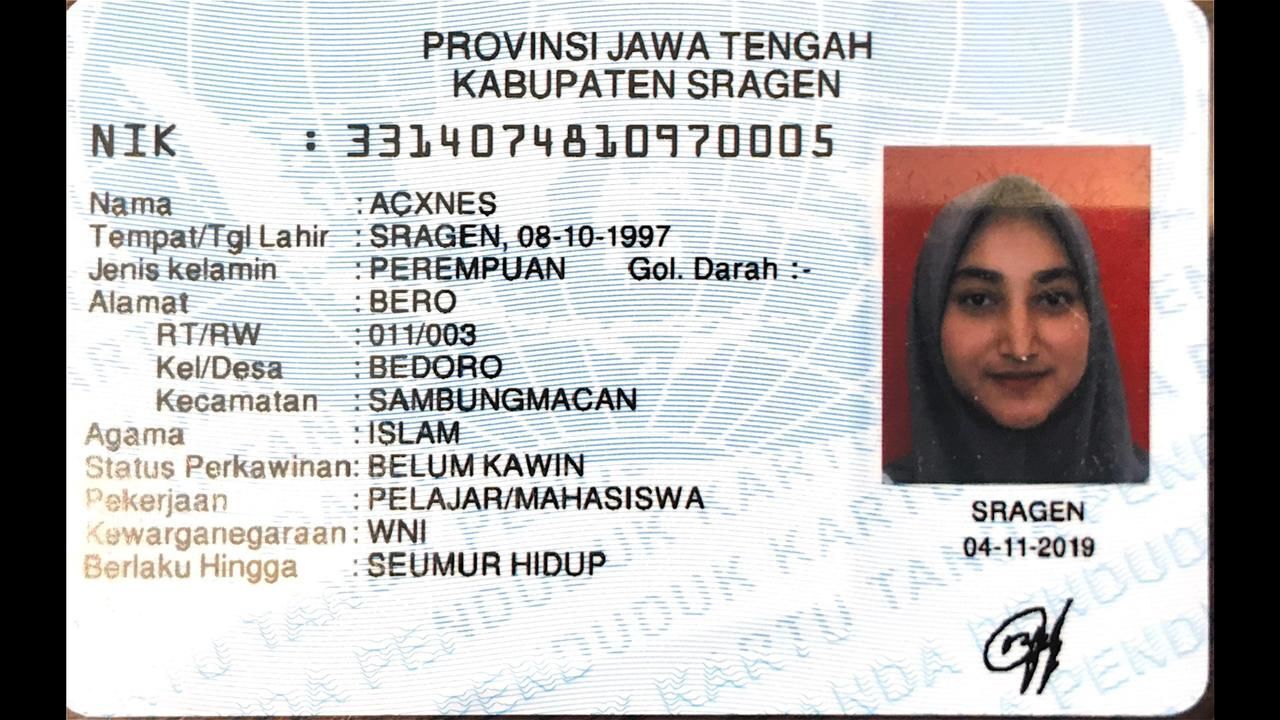 PROVINSI JAWA TENGAH
KABUPATEN SRAGEN
NIK : 3314074810970005
Nama : ACXNES
Tempat/Tgl Lahir : SRAGEN, 08-10-1997
Jenis kelamin : PEREMPUAN Gol. Darah :-
Alamat : BERO
RT/RW : 011/003
Kel/Desa : BEDORO
Kecamatan : SAMBUNGMACAN
Agama : ISLAM
Status Perkawinan: BELUM KAWIN
Pekerjaan : PELAJAR/MAHASISWA
Kewarganegaraan: WNI
Berlaku Hingga : SEUMUR HIDUP
SRAGEN
04-11-2019